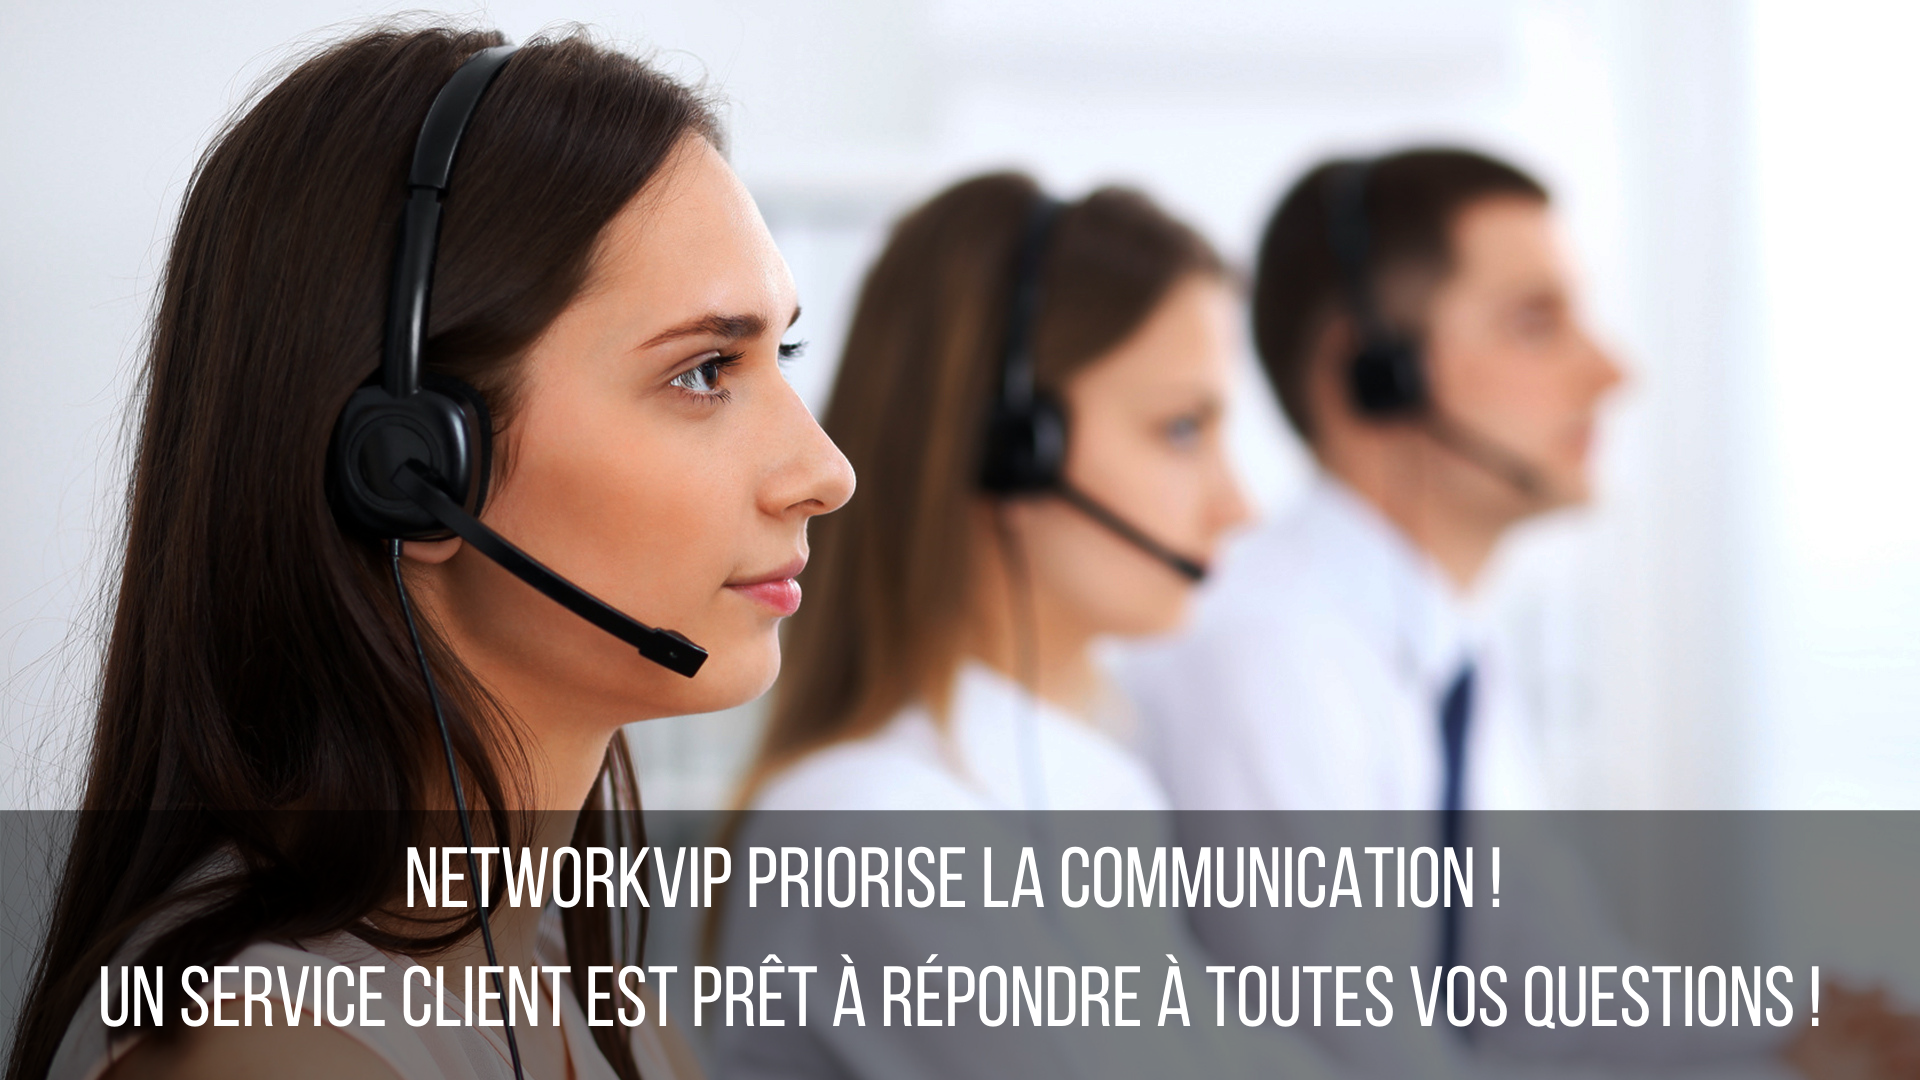 NETWORKVIP PRIORISE LA COMMUNICATION !
UN SERVICE CLIENT EST PRÊT À RÉPONDRE À TOUTES VOS QUESTIONS !